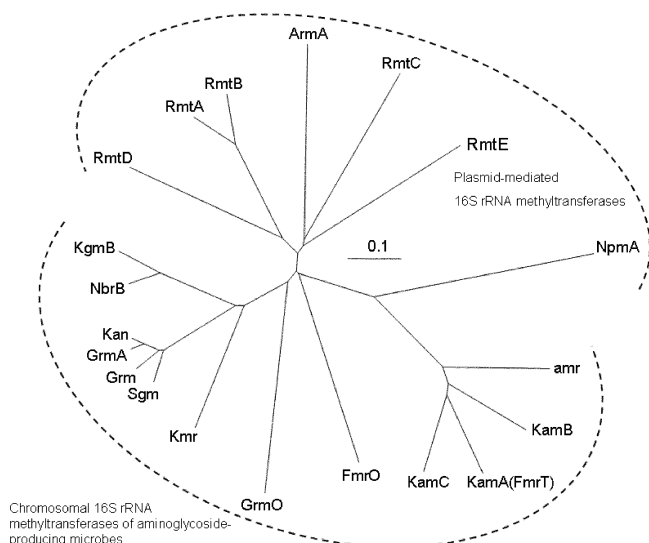 ArmA
RmtC
RmtB
RmtA
RmtE
RmtD
Plasmid-mediated
16S rRNA methyltransferases
0.1
KgmB
NpmA
NbrB
Kan
GrmA
Grm
Sgm
amr
Kmr
KamB
FmrO
KamC
KamA(FmrT)
GrmO
Chromosomal 16S rRNA
methyltransferases of aminoglycoside-
producing microbes